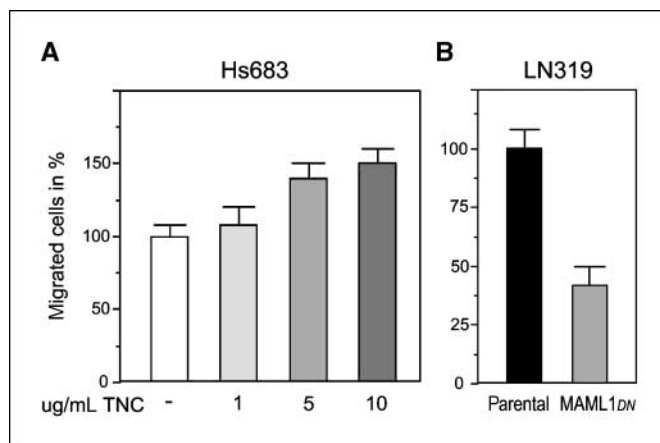 A
B
Hs683
LN319
Migrated cells in %
150
100
50
0
100
75
50
25
0
ug/mL TNC - 1 5 10
Parental MAML1DN